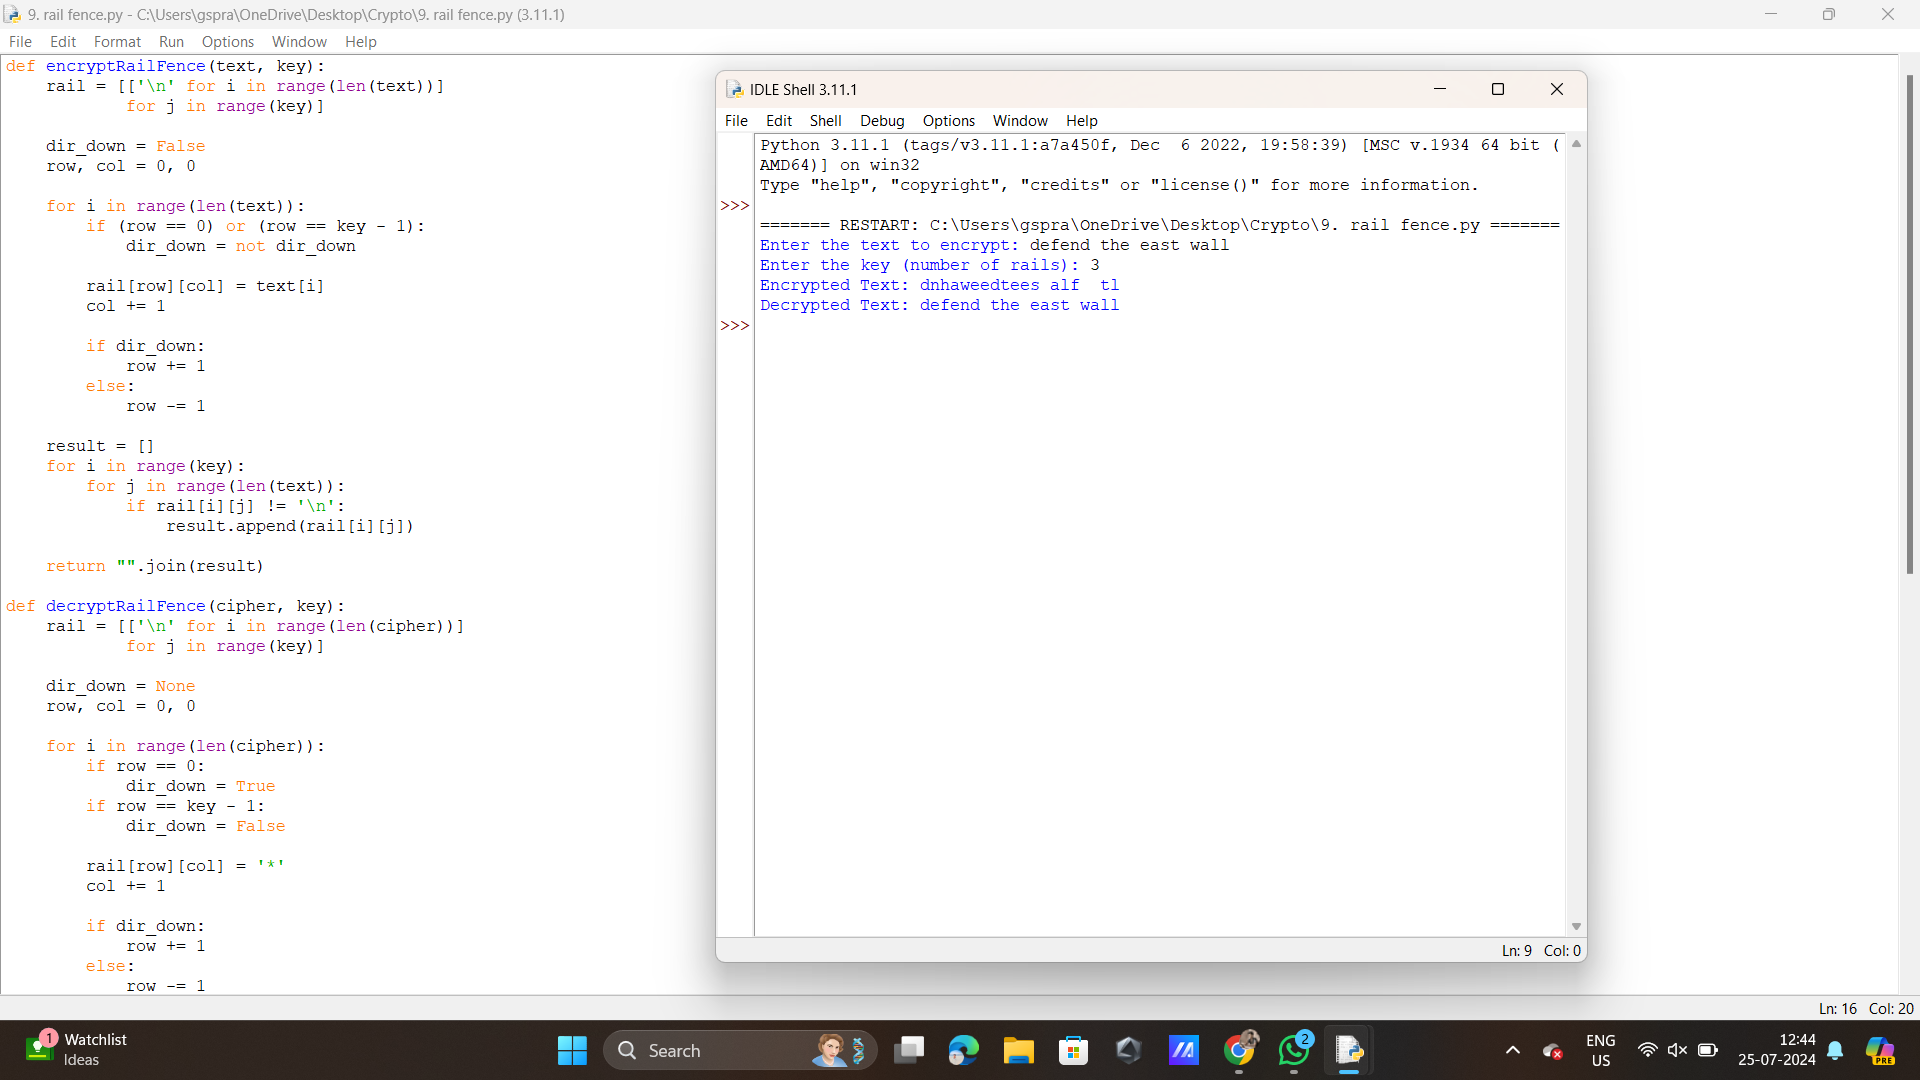 9. rail fence.py - C:\Users\gspra\OneDrive\Desktop\Crypto\9. rail fence.py (3.11.1)
File Edit Format Run Options Window Help
def encryptRailFence(text, key):
    rail = [['\n' for i in range(len(text))]
            for j in range(key)]

    dir_down = False
    row, col = 0, 0

    for i in range(len(text)):
        if (row == 0) or (row == key - 1):
            dir_down = not dir_down

        rail[row][col] = text[i]
        col += 1

        if dir_down:
            row += 1
        else:
            row -= 1

    result = []
    for i in range(key):
        for j in range(len(text)):
            if rail[i][j] != '\n':
                result.append(rail[i][j])

    return "".join(result)

def decryptRailFence(cipher, key):
    rail = [['\n' for i in range(len(cipher))]
            for j in range(key)]

    dir_down = None
    row, col = 0, 0

    for i in range(len(cipher)):
        if row == 0:
            dir_down = True
        if row == key - 1:
            dir_down = False

        rail[row][col] = '*'
        col += 1

        if dir_down:
            row += 1
        else:
            row -= 1
IDLE Shell 3.11.1
File Edit Shell Debug Options Window Help
Python 3.11.1 (tags/v3.11.1:a7a450f, Dec  6 2022, 19:58:39) [MSC v.1934 64 bit (
AMD64)] on win32
Type "help", "copyright", "credits" or "license()" for more information.
>>>
======= RESTART: C:\Users\gspra\OneDrive\Desktop\Crypto\9. rail fence.py =======
Enter the text to encrypt: defend the east wall
Enter the key (number of rails): 3
Encrypted Text: dnhaweedtees alf  tl
Decrypted Text: defend the east wall
>>>
Ln: 9 Col: 0
Ln: 16 Col: 20
1
Watchlist
Ideas
Search
2
ENG
US
12:44
25-07-2024
PRE